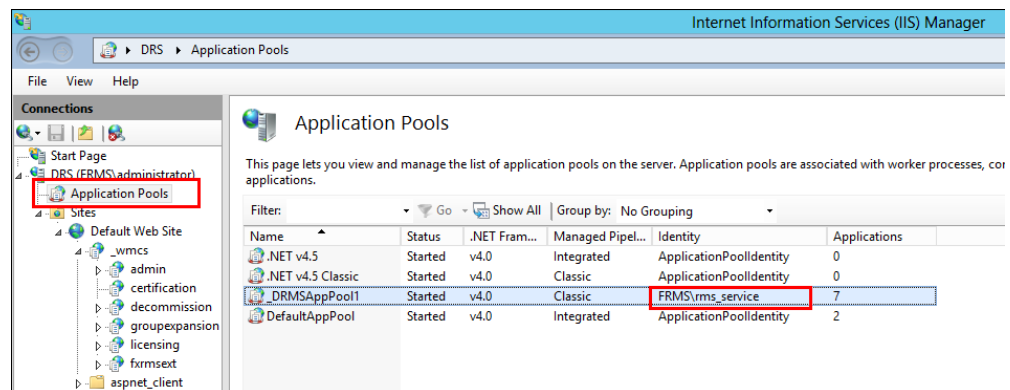 Internet Information Services (IIS) Manager
DRS Application Pools
File View Help
Connections
Start Page
DRS (FRMS\administrator)
Application Pools
Sites
Default Web Site
_wmcs
admin
certification
decommission
groupexpansion
licensing
fxrmsext
aspnet_client
Application Pools
This page lets you view and manage the list of application pools on the server. Application pools are associated with worker processes, con
applications.
Filter: Go Show All Group by: No Grouping
Name Status .NET Fram... Managed Pipel... Identity Applications
.NET v4.5 Started v4.0 Integrated ApplicationPoolIdentity 0
.NET v4.5 Classic Started v4.0 Classic ApplicationPoolIdentity 0
_DRMSAppPool1 Started v4.0 Classic FRMS\rms_service 7
DefaultAppPool Started v4.0 Integrated ApplicationPoolIdentity 2